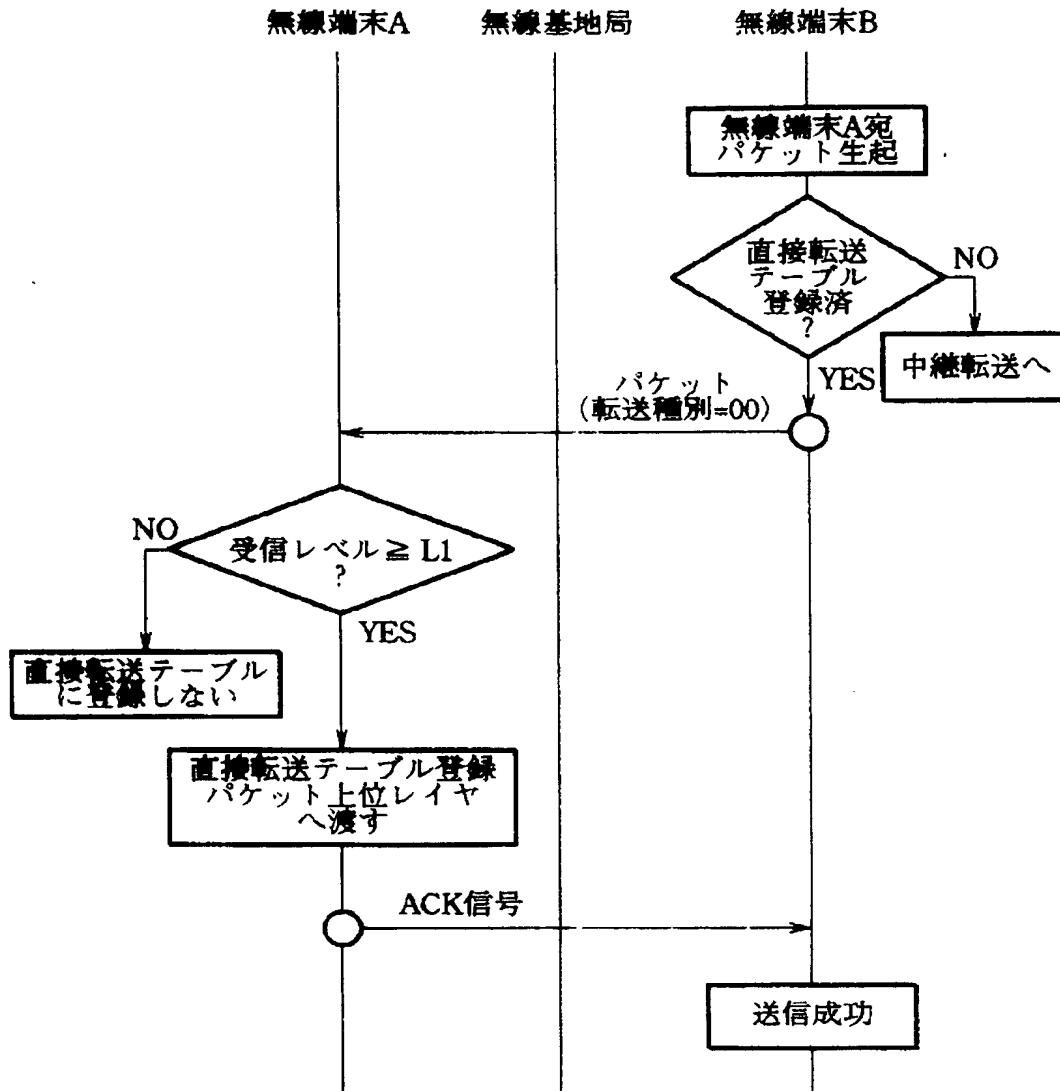 無線端末A 無線基地局 無線端末B
無線端末A宛
パケット生起
直接転送
テーブル
登録済
?
NO
中継転送へ
YES
パケット
(転送種別=00)
受信レベル≧L1
?
NO
YES
直接転送テーブル
に登録しない
直接転送テーブル登録
パケット上位レイヤ
へ渡す
ACK信号
送信成功